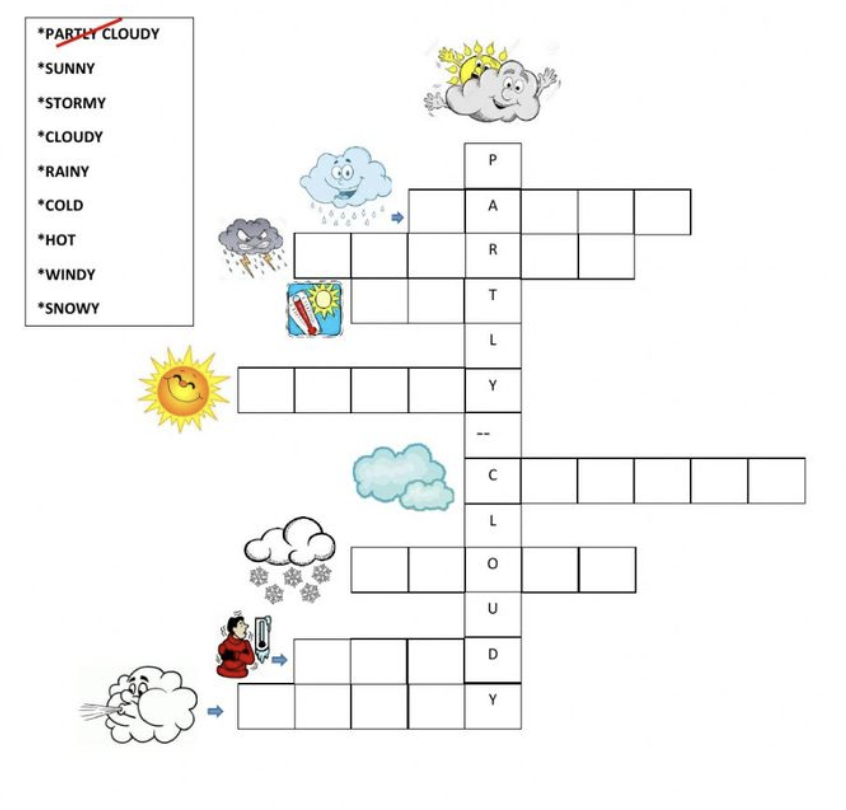 *PARTLY CLOUDY
*SUNNY
*STORMY
*CLOUDY
*RAINY
*COLD
*HOT
*WINDY
*SNOWY
P
A
R
T
L
Y
--
C
L
O
U
D
Y